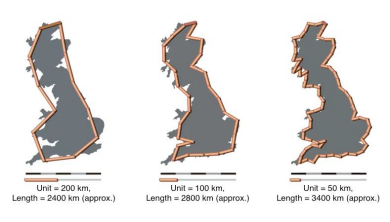 Unit = 200 km,
Length = 2400 km (approx.)
Unit = 100 km,
Length = 2800 km (approx.)
Unit = 50 km,
Length = 3400 km (approx.)